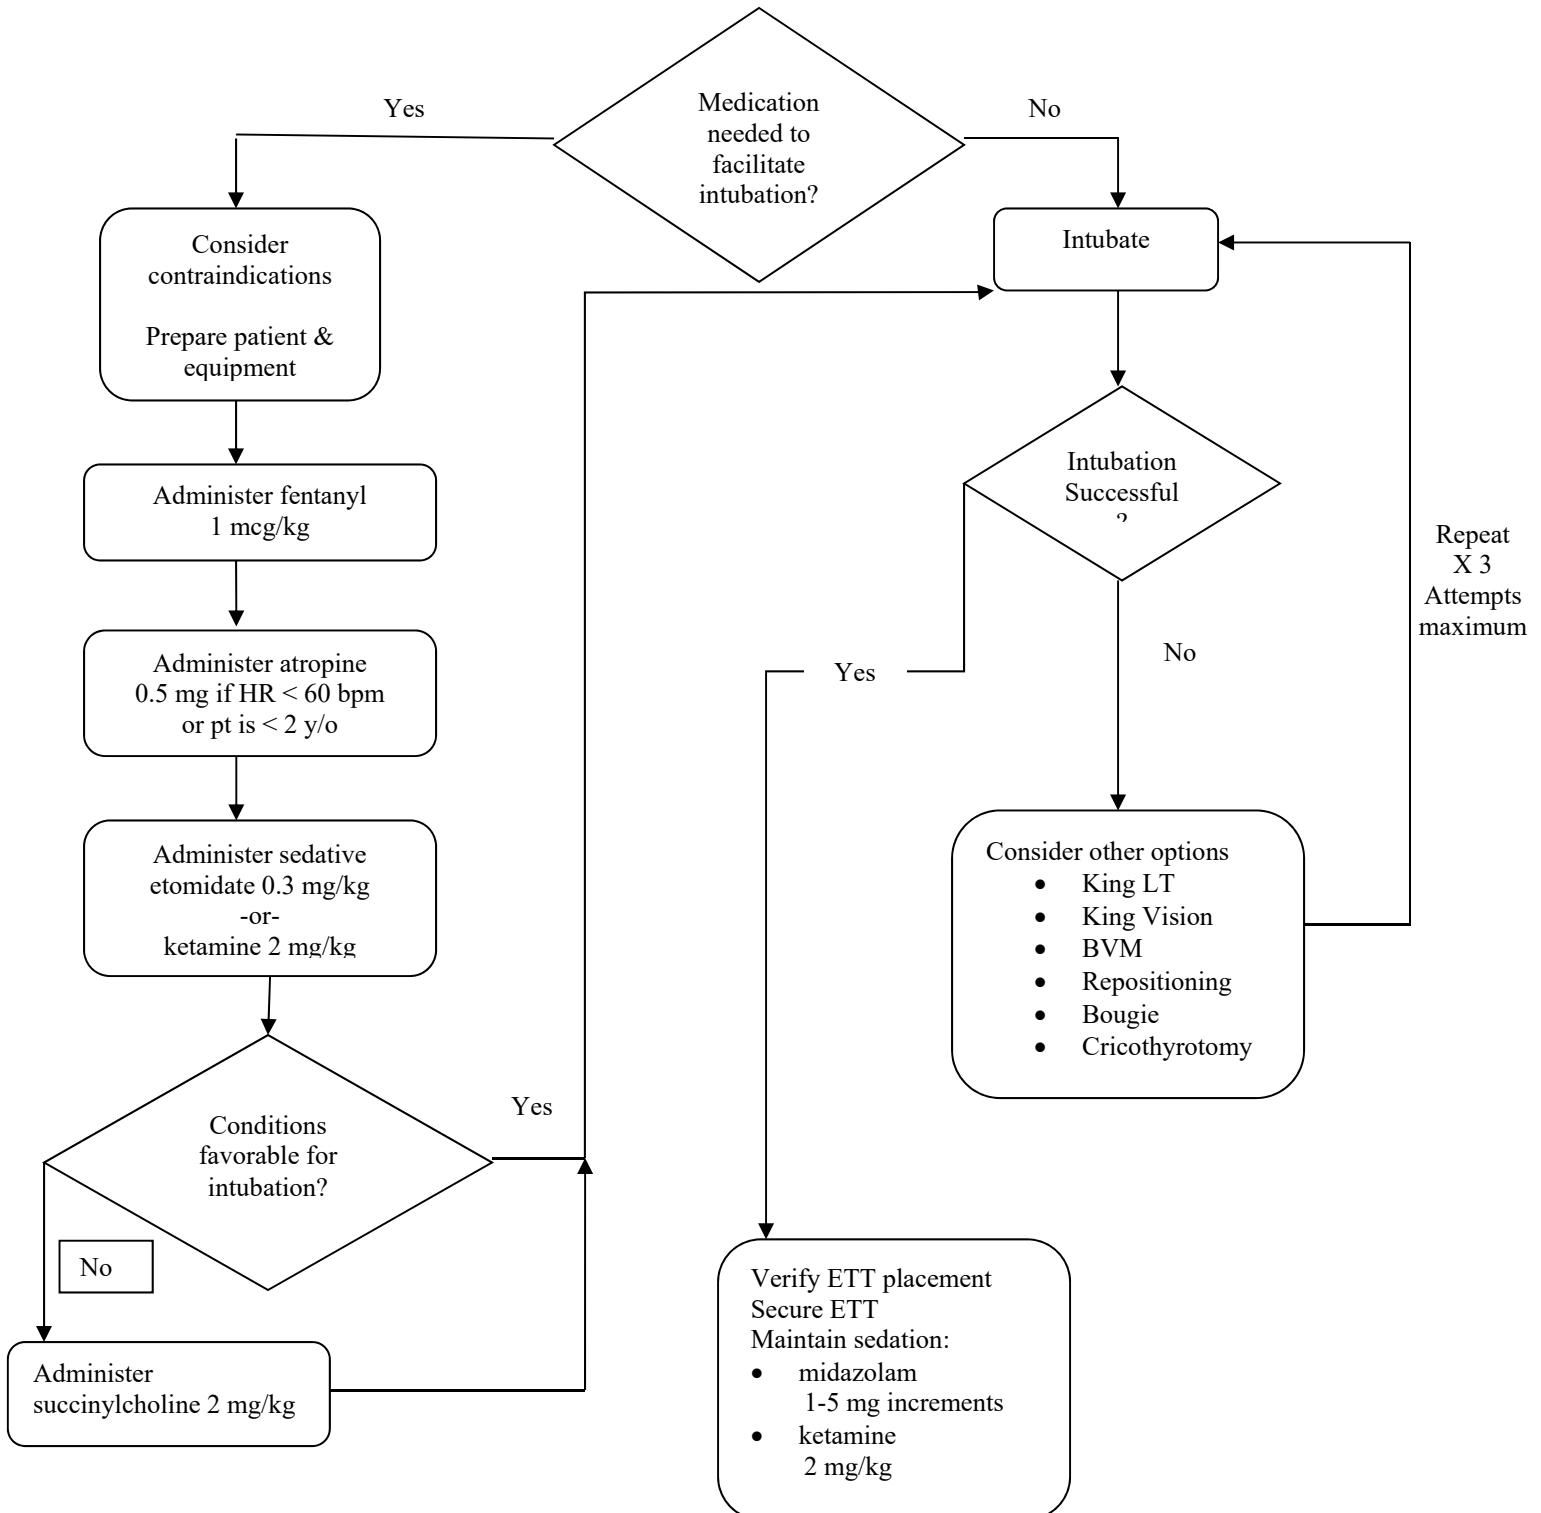 Medication
needed to
facilitate
intubation?
Yes
No
Consider
contraindications
Prepare patient &
equipment
Administer fentanyl
1 mcg/kg
Administer atropine
0.5 mg if HR < 60 bpm
or pt is < 2 y/o
Administer sedative
etomidate 0.3 mg/kg
-or-
ketamine 2 mg/kg
Conditions
favorable for
intubation?
Yes
No
Administer
succinylcholine 2 mg/kg
Intubate
Intubation
Successful
?
Yes
No
Repeat
X 3
Attempts
maximum
Consider other options
• King LT
• King Vision
• BVM
• Repositioning
• Bougie
• Cricothyrotomy
Verify ETT placement
Secure ETT
Maintain sedation:
• midazolam
1-5 mg increments
• ketamine
2 mg/kg